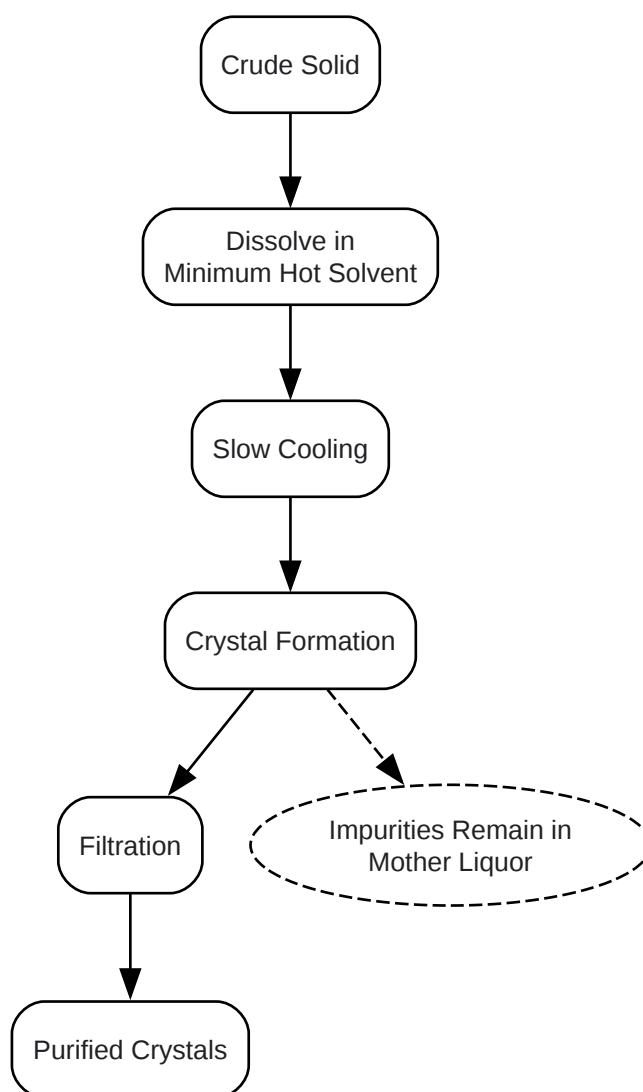 Crude Solid
Dissolve in
Minimum Hot Solvent
Slow Cooling
Crystal Formation
Filtration
Impurities Remain in
Mother Liquor
Purified Crystals